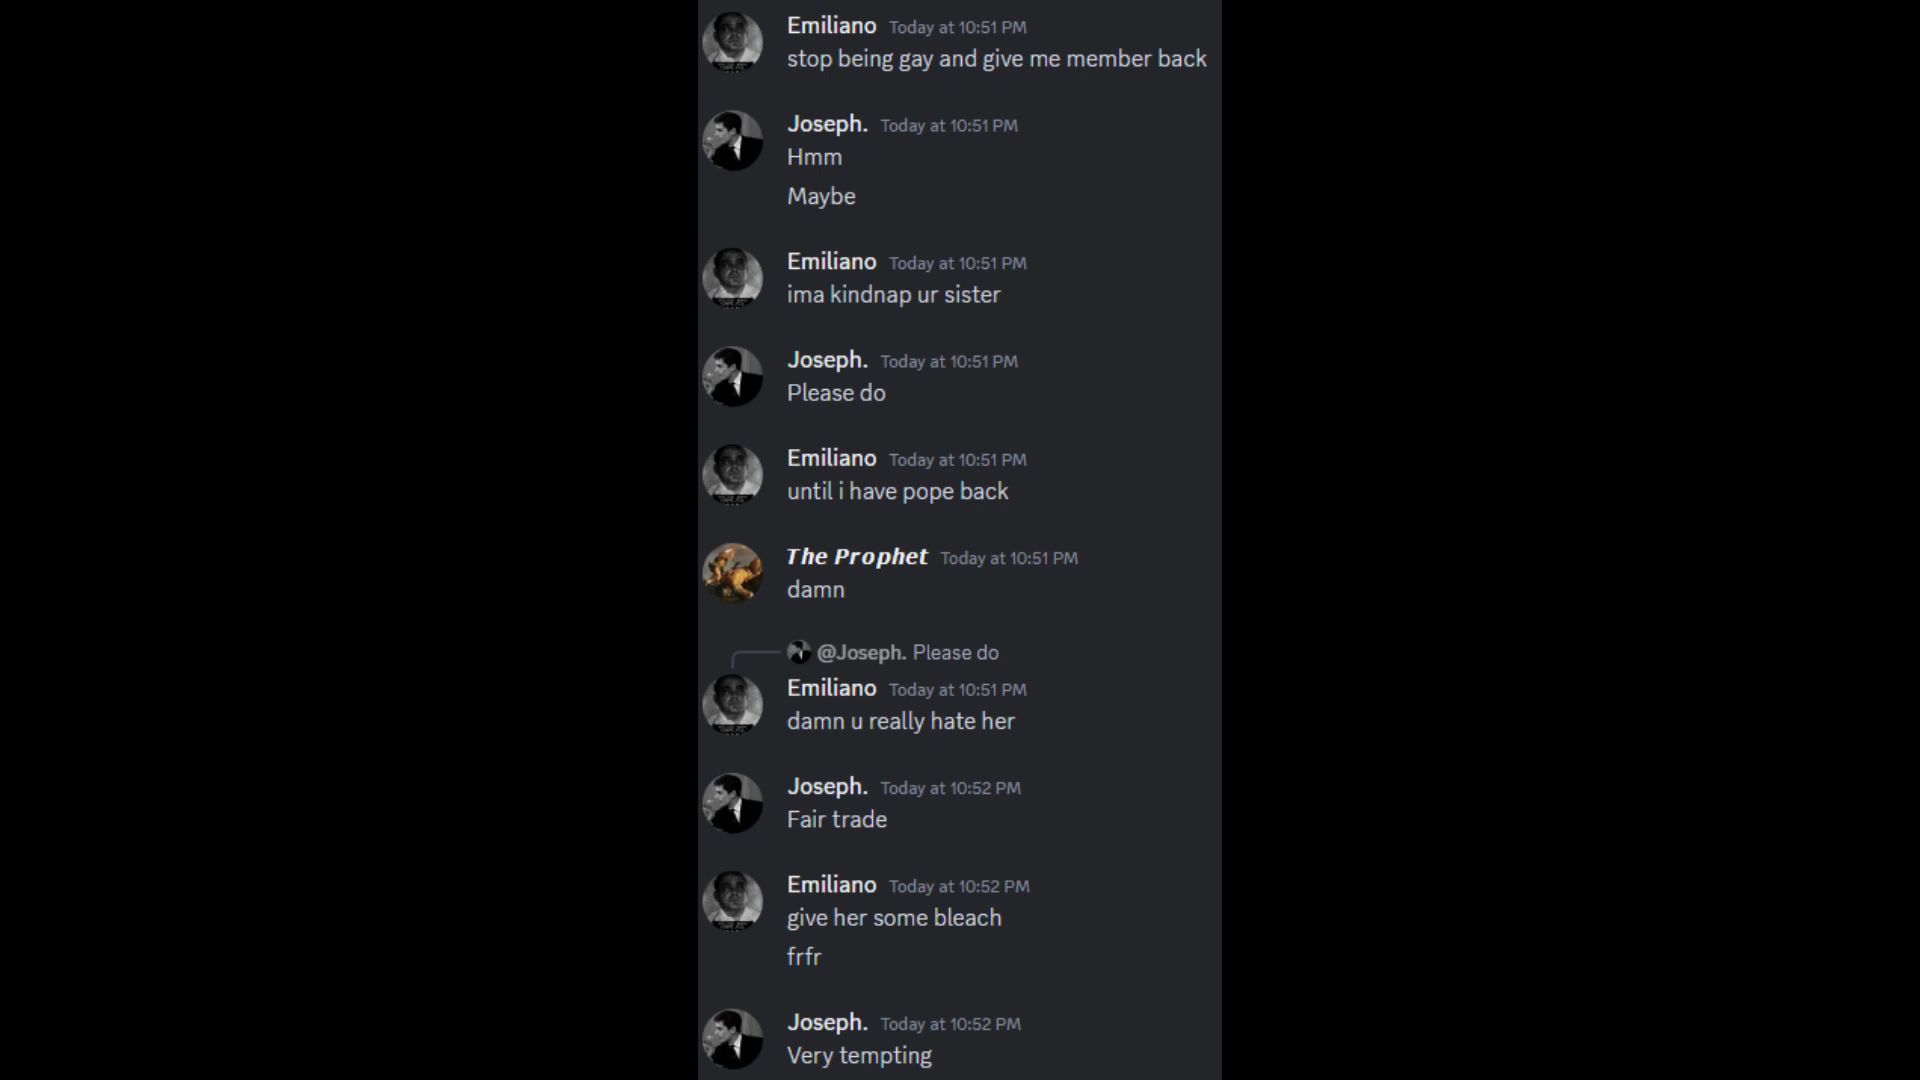 Emiliano Today at 10:51 PM
stop being gay and give me member back
Joseph. Today at 10:51 PM
Hmm
Maybe
Emiliano Today at 10:51 PM
ima kindnap ur sister
Joseph. Today at 10:51 PM
Please do
Emiliano Today at 10:51 PM
until i have pope back
The Prophet Today at 10:51 PM
damn
@Joseph. Please do
Emiliano Today at 10:51 PM
damn u really hate her
Joseph. Today at 10:52 PM
Fair trade
Emiliano Today at 10:52 PM
give her some bleach
frfr
Joseph. Today at 10:52 PM
Very tempting